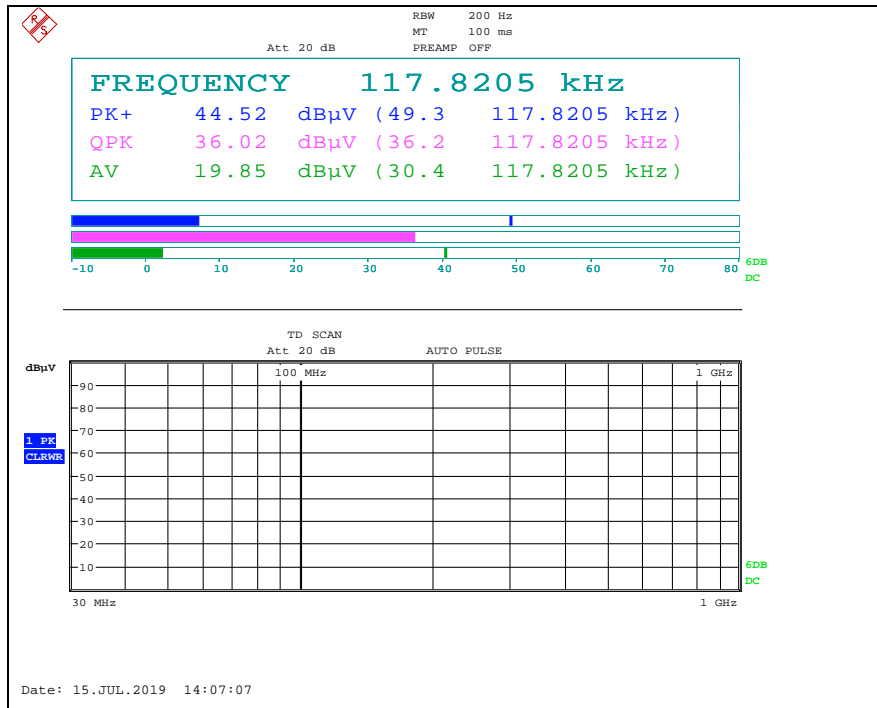 R S
RBW 200 Hz
MT 100 ms
Att 20 dB PREAMP OFF
FREQUENCY 117.8205 kHz
PK+ 44.52 dBµV (49.3 117.8205 kHz)
QPK 36.02 dBµV (36.2 117.8205 kHz)
AV 19.85 dBµV (30.4 117.8205 kHz)
-10 0 10 20 30 40 50 60 70 80
6DB
DC
TD SCAN
Att 20 dB AUTO PULSE
dBµV
100 MHz 1 GHz
90
80
70
1 PK
CLRWR
60
50
40
30
20
10
6DB
DC
30 MHz 1 GHz
Date: 15.JUL.2019 14:07:07